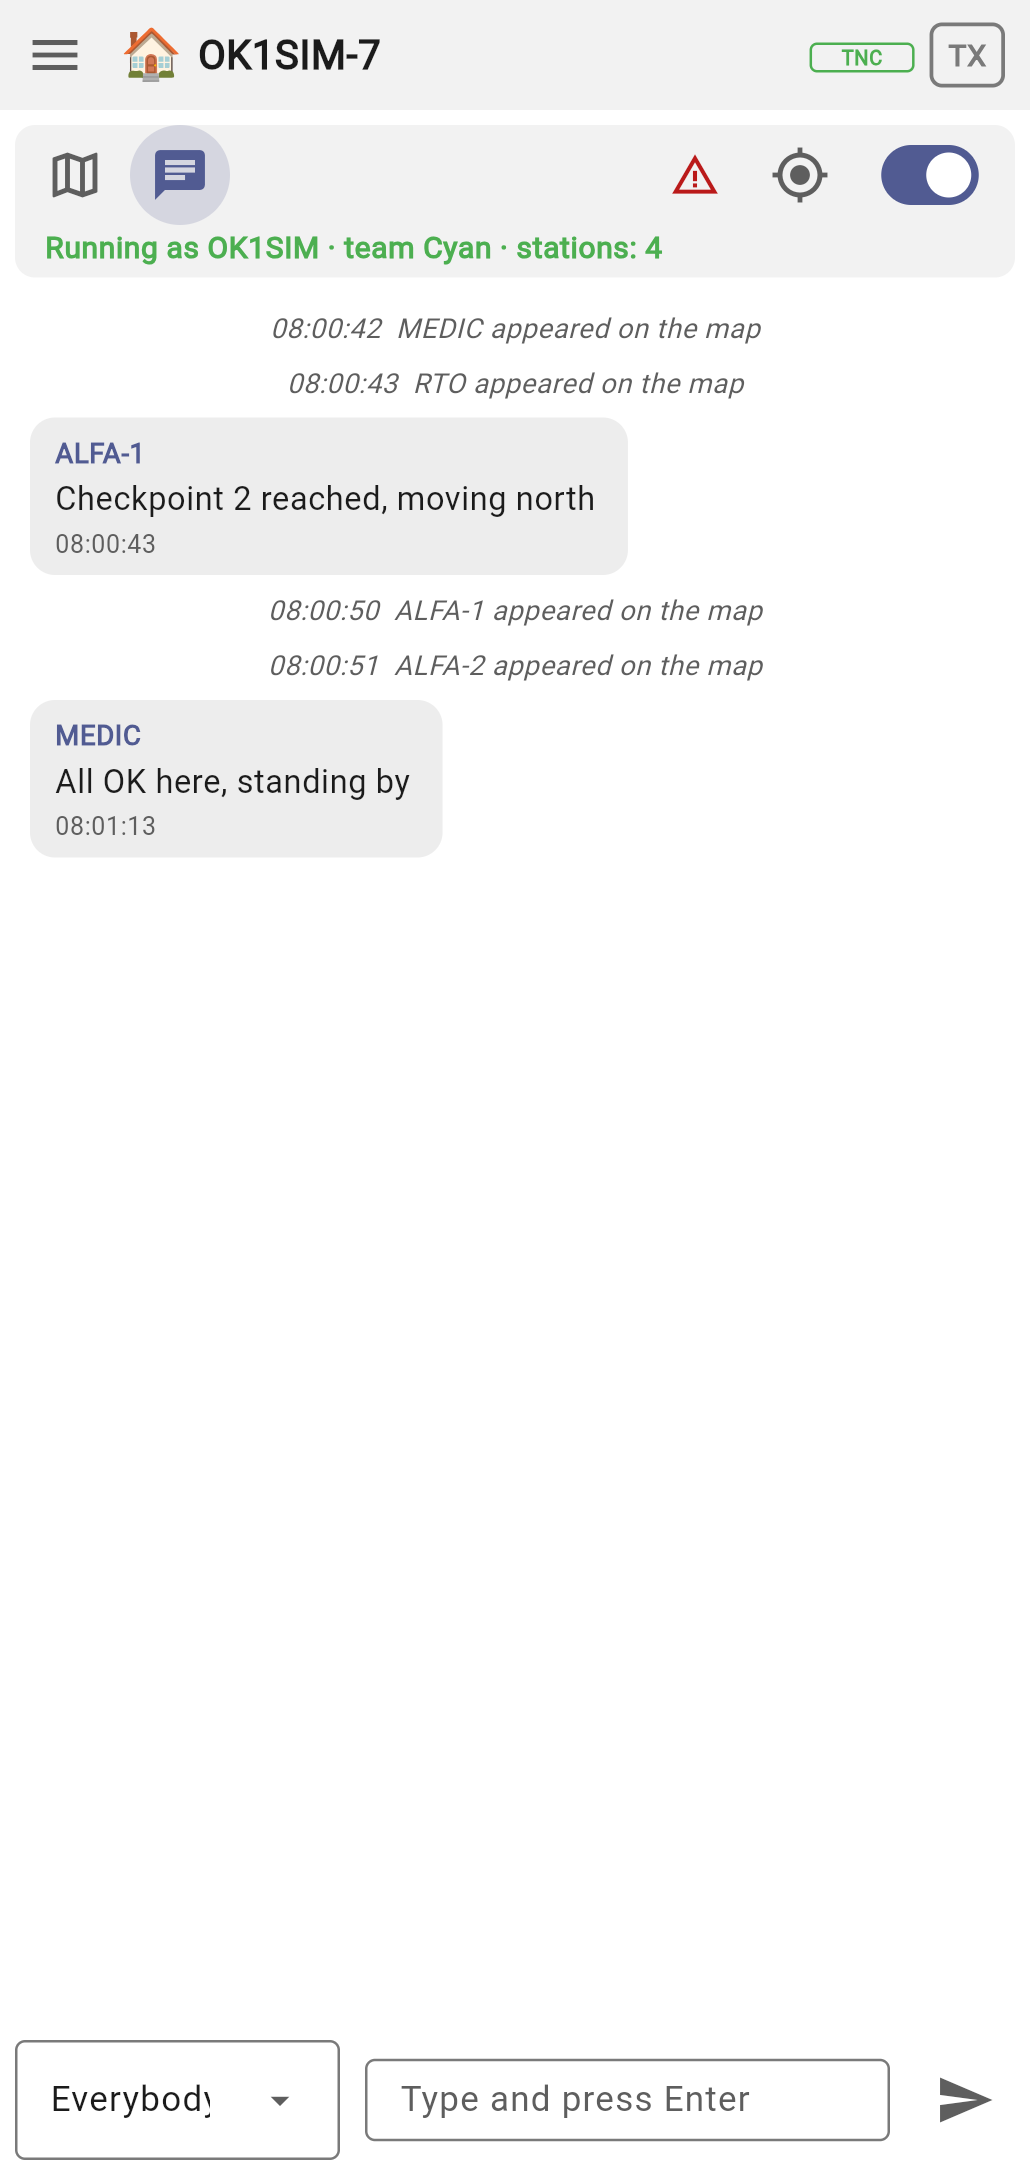 OK1SIM-7
TNC
TX
Running as OK1SIM · team Cyan · stations: 4
08:00:42 MEDIC appeared on the map
08:00:43 RTO appeared on the map
ALFA-1
Checkpoint 2 reached, moving north
08:00:43
08:00:50 ALFA-1 appeared on the map
08:00:51 ALFA-2 appeared on the map
MEDIC
All OK here, standing by
08:01:13
Everybody
Type and press Enter